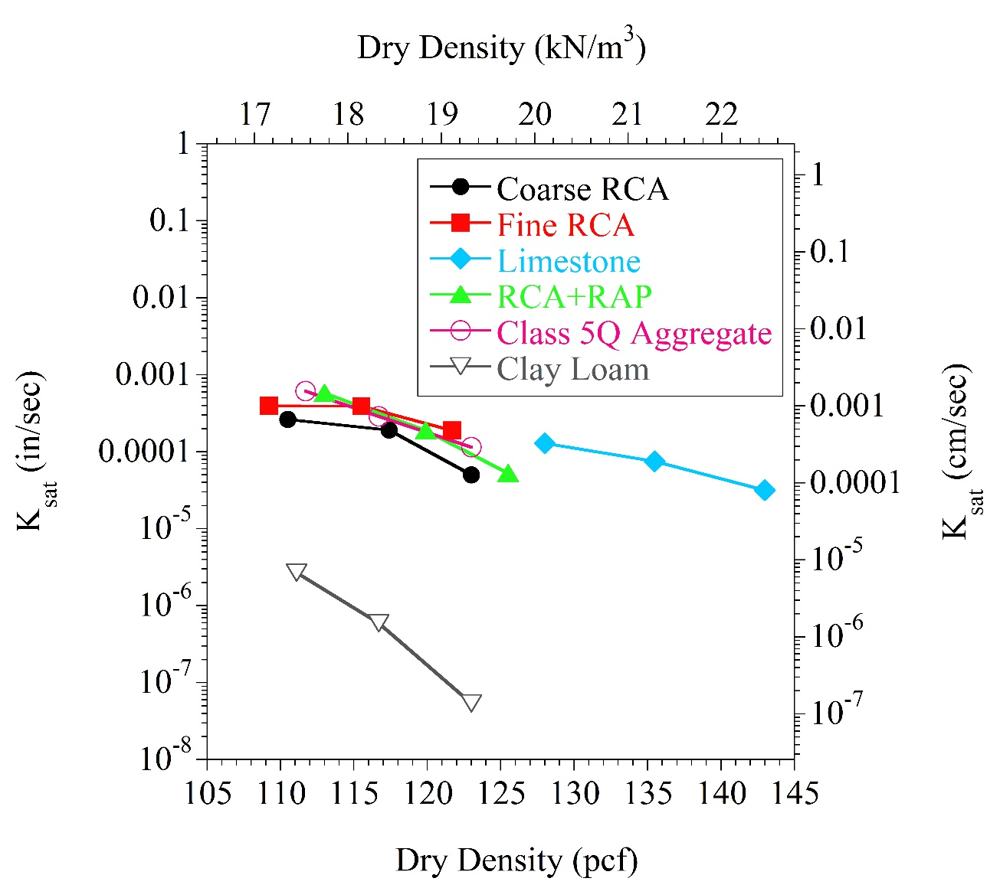 Dry Density (kN/m³)
17 18 19 20 21 22
1
0.1
0.01
0.001
0.0001
10⁻⁵
10⁻⁶
10⁻⁷
10⁻⁸
K_sat (in/sec)
Coarse RCA
Fine RCA
Limestone
RCA+RAP
Class 5Q Aggregate
Clay Loam
1
0.1
0.01
0.001
0.0001
10⁻⁵
10⁻⁶
10⁻⁷
K_sat (cm/sec)
105 110 115 120 125 130 135 140 145
Dry Density (pcf)